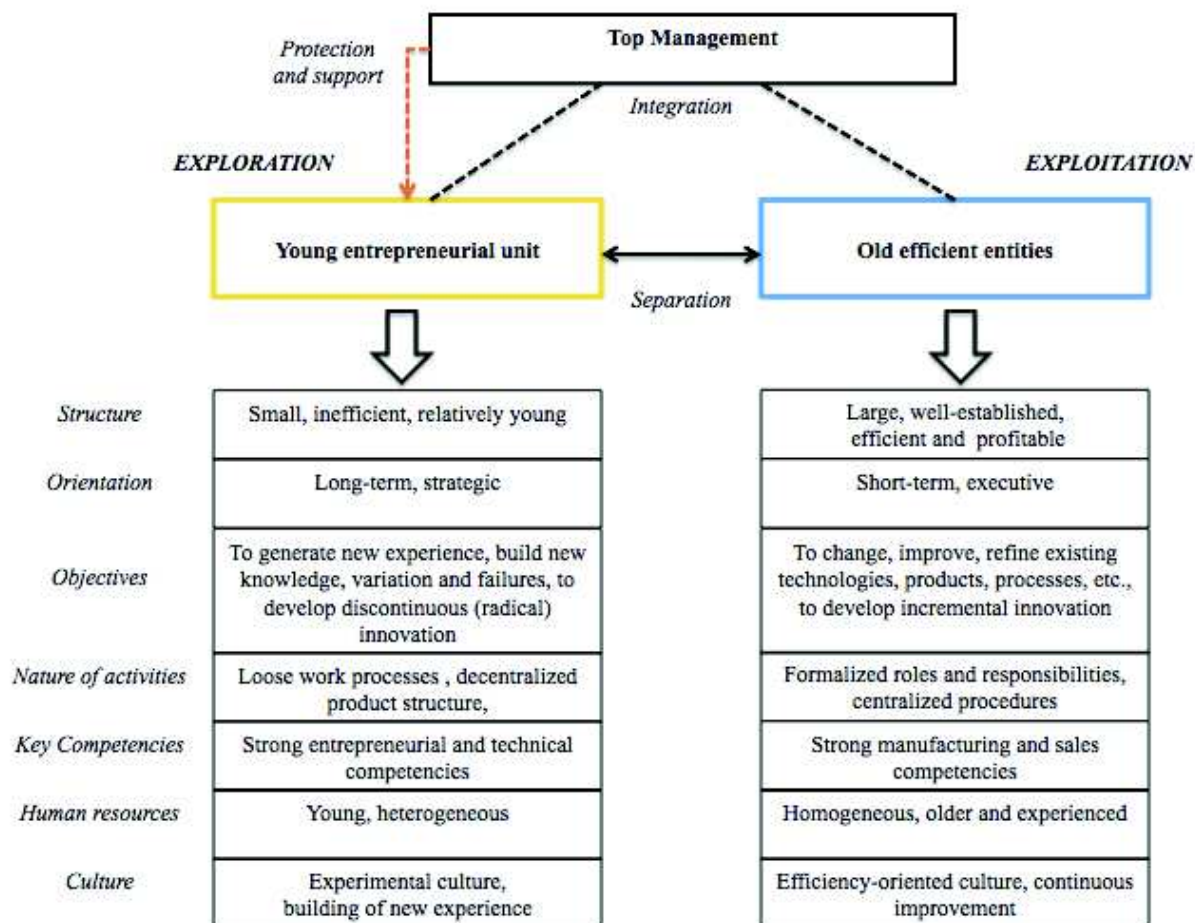 Top Management
Protection
and support
Integration
EXPLORATION
EXPLOITATION
Young entrepreneurial unit
Old efficient entities
Separation
Structure
Small, inefficient, relatively young
Large, well-established,
efficient and profitable
Orientation
Long-term, strategic
Short-term, executive
Objectives
To generate new experience, build new
knowledge, variation and failures, to
develop discontinuous (radical)
innovation
To change, improve, refine existing
technologies, products, processes, etc.,
to develop incremental innovation
Nature of activities
Loose work processes , decentralized
product structure,
Formalized roles and responsibilities,
centralized procedures
Key Competencies
Strong entrepreneurial and technical
competencies
Strong manufacturing and sales
competencies
Human resources
Young, heterogeneous
Homogeneous, older and experienced
Culture
Experimental culture,
building of new experience
Efficiency-oriented culture, continuous
improvement